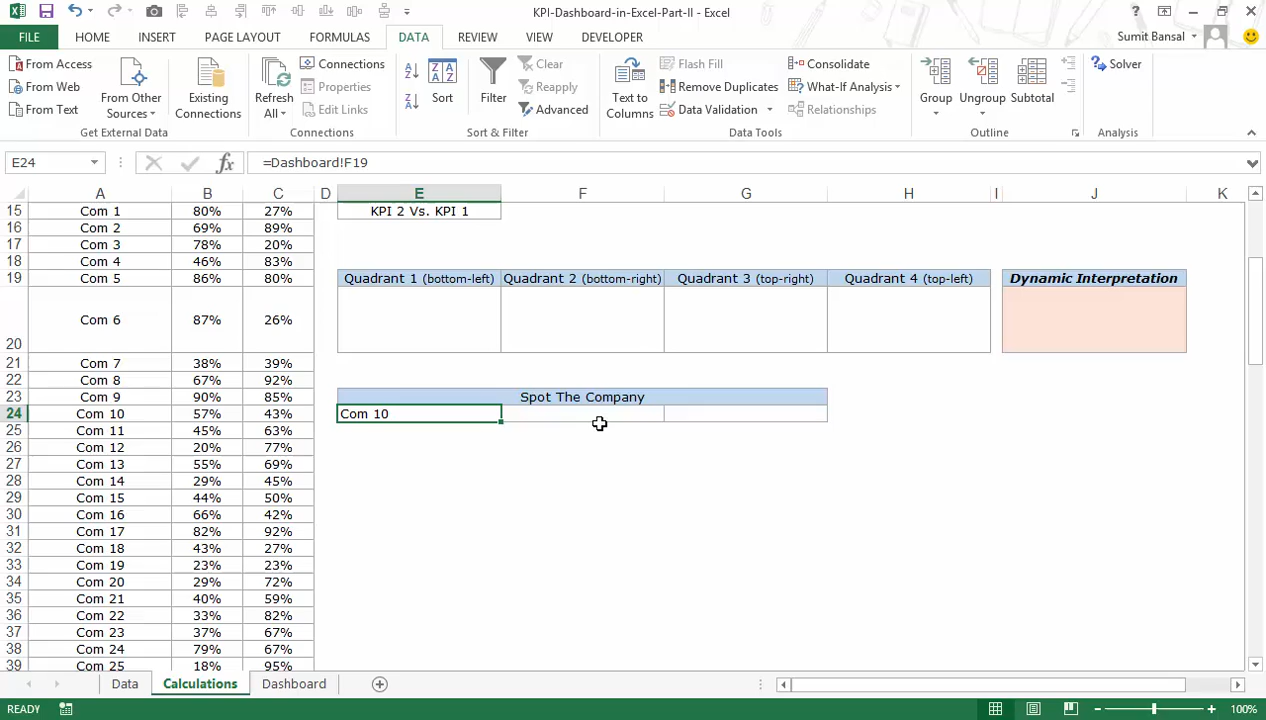 KPI-Dashboard-in-Excel-Part-II - Excel
FILE HOME INSERT PAGE LAYOUT FORMULAS DATA REVIEW VIEW DEVELOPER Sumit Bansal
From Access
From Web
From Text
From Other Sources
Existing Connections
Get External Data
Refresh All
Connections
Properties
Edit Links
Connections
Sort
Filter
Clear
Reapply
Advanced
Sort & Filter
Text to Columns
Flash Fill
Remove Duplicates
Data Validation
Consolidate
What-If Analysis
Relationships
Data Tools
Group
Ungroup
Subtotal
Outline
Solver
Analysis
E24 fx =Dashboard!F19
A B C D E F G H I J K
15 Com 1 80% 27% KPI 2 Vs. KPI 1
16 Com 2 69% 89%
17 Com 3 78% 20%
18 Com 4 46% 83%
19 Com 5 86% 80% Quadrant 1 (bottom-left) Quadrant 2 (bottom-right) Quadrant 3 (top-right) Quadrant 4 (top-left) Dynamic Interpretation
20 Com 6 87% 26%
21 Com 7 38% 39%
22 Com 8 67% 92%
23 Com 9 90% 85% Spot The Company
24 Com 10 57% 43% Com 10
25 Com 11 45% 63%
26 Com 12 20% 77%
27 Com 13 55% 69%
28 Com 14 29% 45%
29 Com 15 44% 50%
30 Com 16 66% 42%
31 Com 17 82% 92%
32 Com 18 43% 27%
33 Com 19 23% 23%
34 Com 20 29% 72%
35 Com 21 40% 59%
36 Com 22 33% 82%
37 Com 23 37% 67%
38 Com 24 79% 67%
39 Com 25 18% 95%
Data Calculations Dashboard
READY 100%